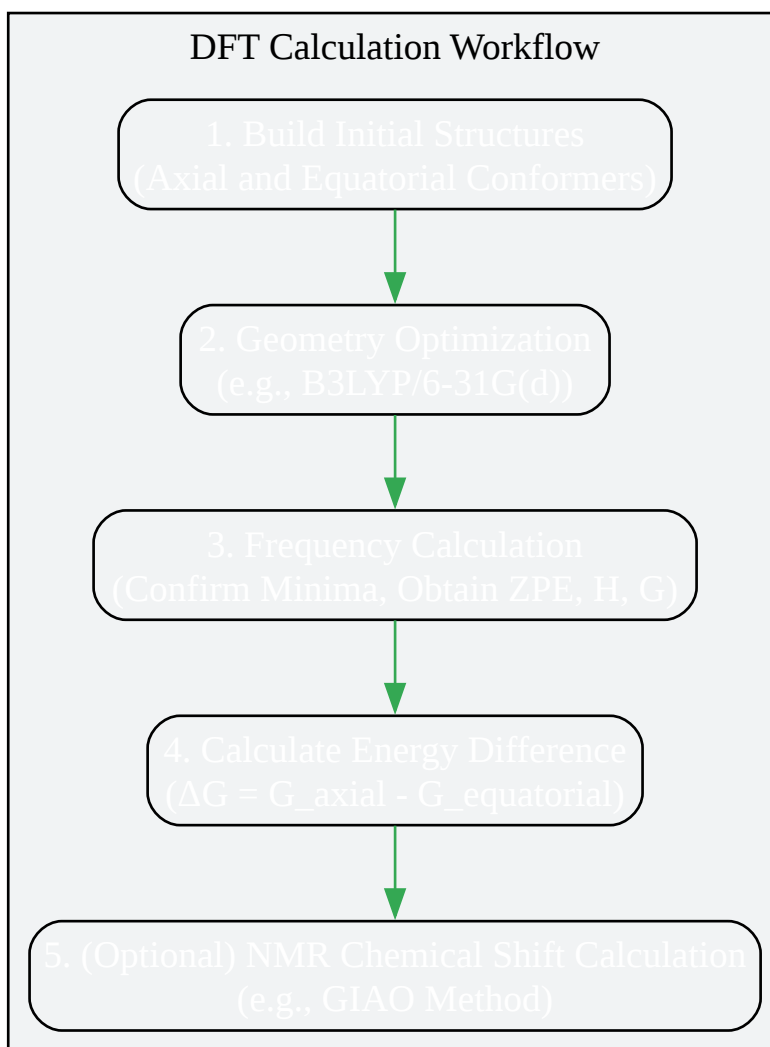 DFT Calculation Workflow
1. Build Initial Structures
(Axial and Equatorial Conformers)
2. Geometry Optimization
(e.g., B3LYP/6-31G(d))
3. Frequency Calculation
(Confirm Minima, Obtain ZPE, H, G)
4. Calculate Energy Difference
(ΔG = G_axial - G_equatorial)
5. (Optional) NMR Chemical Shift Calculation
(e.g., GIAO Method)